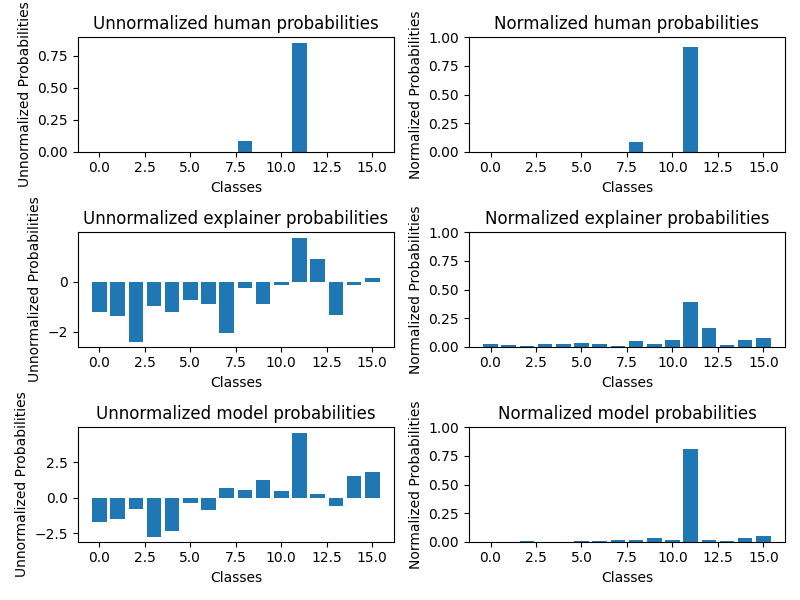 Unnormalized human probabilities
Unnormalized Probabilities
0.75
0.50
0.25
0.00
0.0 2.5 5.0 7.5 10.0 12.5 15.0
Classes
Normalized human probabilities
Normalized Probabilities
1.00
0.75
0.50
0.25
0.00
0.0 2.5 5.0 7.5 10.0 12.5 15.0
Classes
Unnormalized explainer probabilities
Unnormalized Probabilities
0
−2
0.0 2.5 5.0 7.5 10.0 12.5 15.0
Classes
Normalized explainer probabilities
Normalized Probabilities
1.00
0.75
0.50
0.25
0.00
0.0 2.5 5.0 7.5 10.0 12.5 15.0
Classes
Unnormalized model probabilities
Unnormalized Probabilities
2.5
0.0
−2.5
0.0 2.5 5.0 7.5 10.0 12.5 15.0
Classes
Normalized model probabilities
Normalized Probabilities
1.00
0.75
0.50
0.25
0.00
0.0 2.5 5.0 7.5 10.0 12.5 15.0
Classes